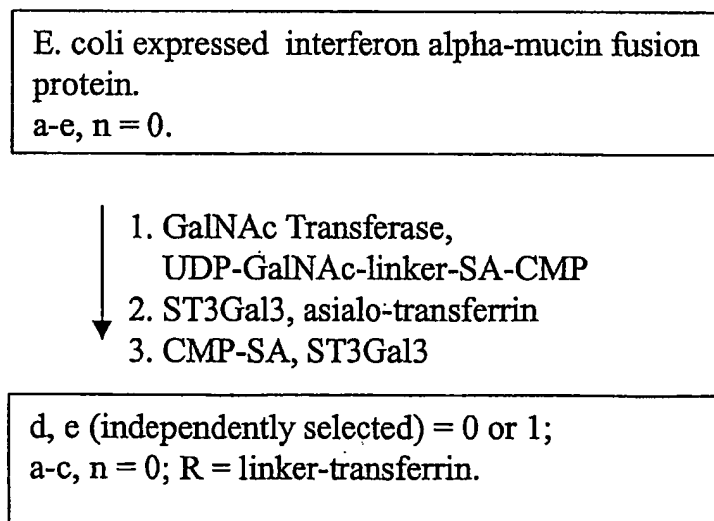 E. coli expressed interferon alpha-mucin fusion
protein.
a-e, n = 0.
1. GalNAc Transferase,
UDP-GalNAc-linker-SA-CMP
2. ST3Gal3, asialo-transferrin
3. CMP-SA, ST3Gal3
d, e (independently selected) = 0 or 1;
a-c, n = 0; R = linker-transferrin.